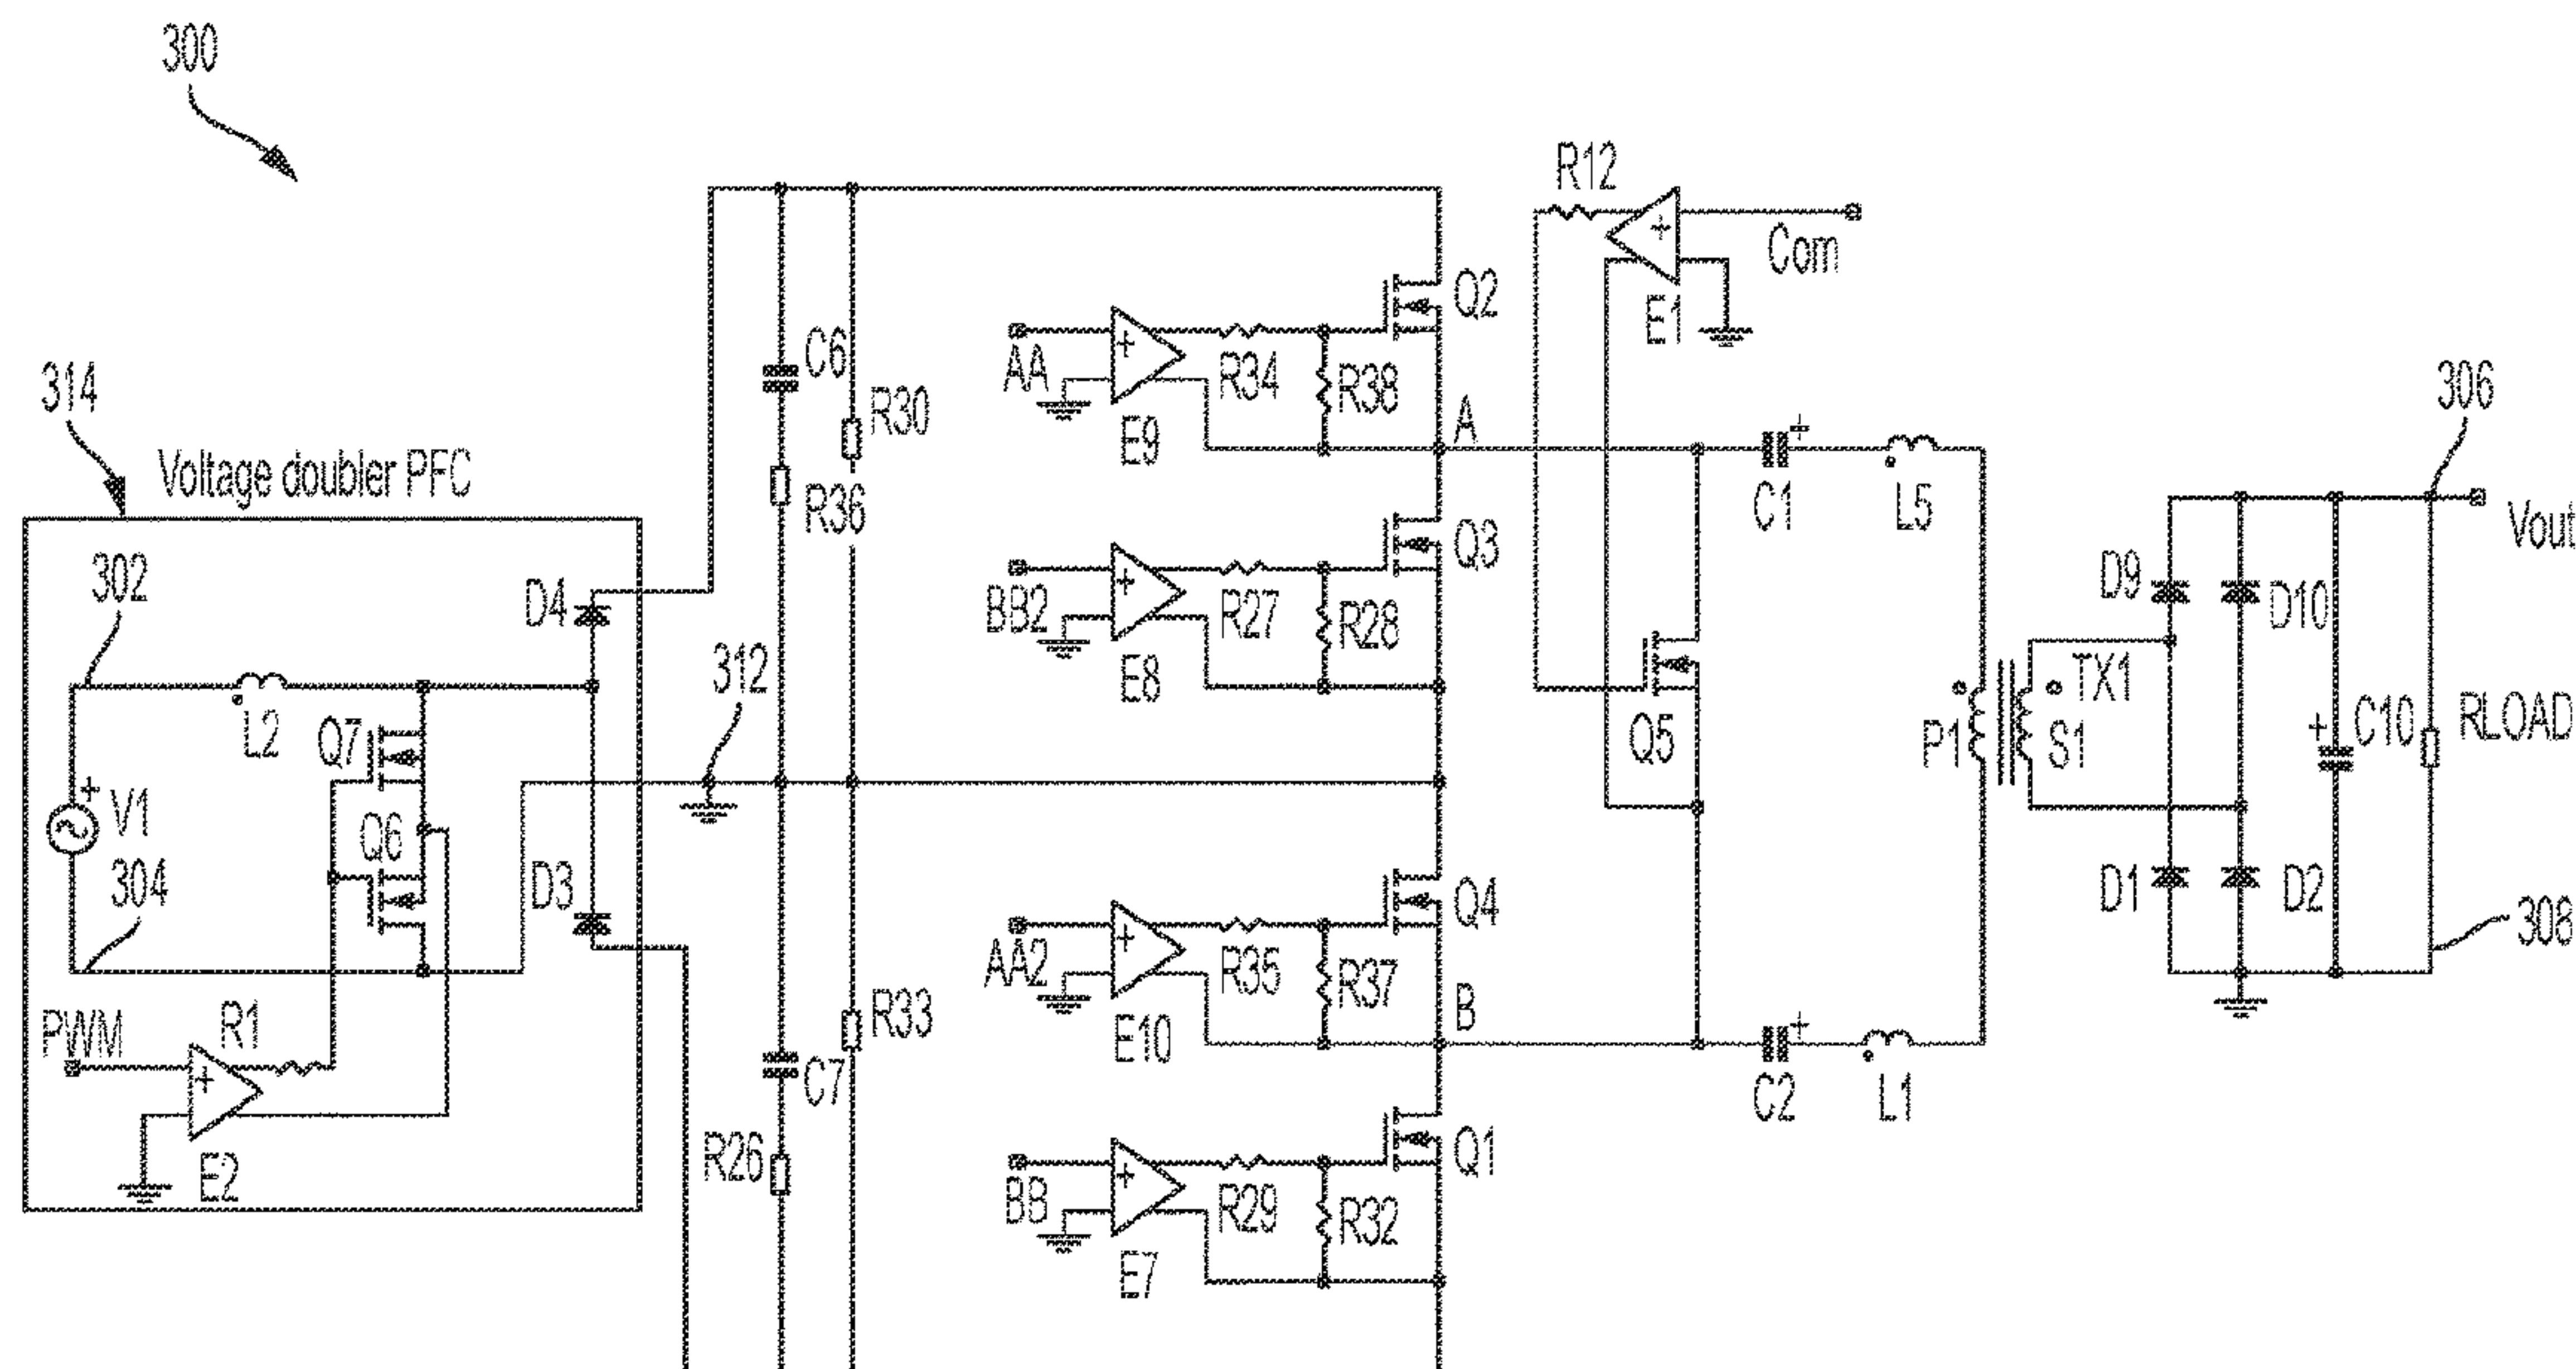 300
R12
Com
E1
Q2
AA
R34
R38
E9
C6
R30
R36
A
C1
L5
306
314
Voltage doubler PFC
302
D4
BB2
R27
R28
E8
Q3
Vout
D9
D10
312
L2
Q7
V1
Q6
304
D3
Q5
P1
S1
TX1
C10
RLOAD
D1
D2
308
AA2
R35
R37
E10
Q4
B
R33
PWM
R1
E2
C7
R26
C2
L1
BB
R29
R32
E7
Q1